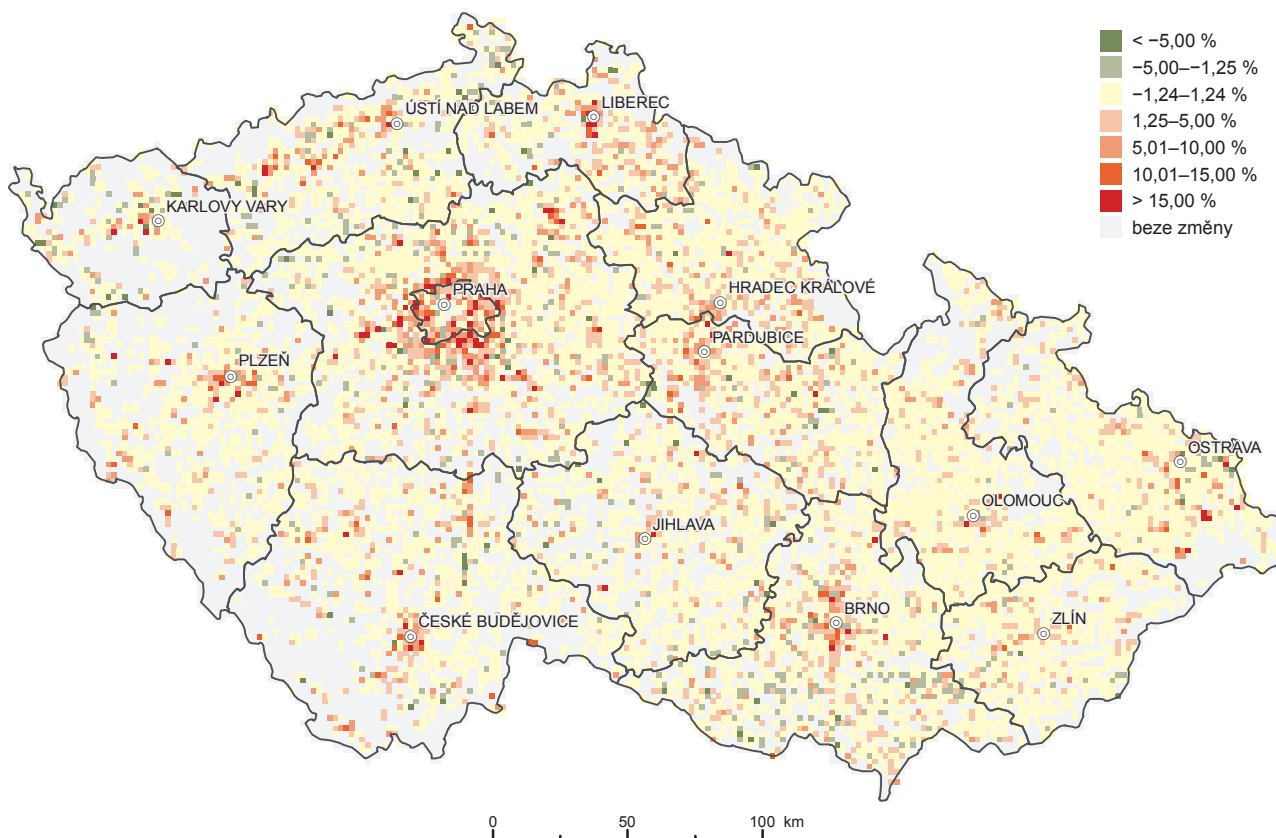 < −5,00 %
−5,00–−1,25 %
−1,24–1,24 %
1,25–5,00 %
5,01–10,00 %
10,01–15,00 %
> 15,00 %
beze změny
ÚSTÍ NAD LABEM
LIBEREC
KARLOVY VARY
PRAHA
HRADEC KRÁLOVÉ
PARDUBICE
PLZEŇ
OSTRAVA
OLOMOUC
JIHLAVA
BRNO
ČESKÉ BUDĚJOVICE
ZLÍN
0 50 100 km